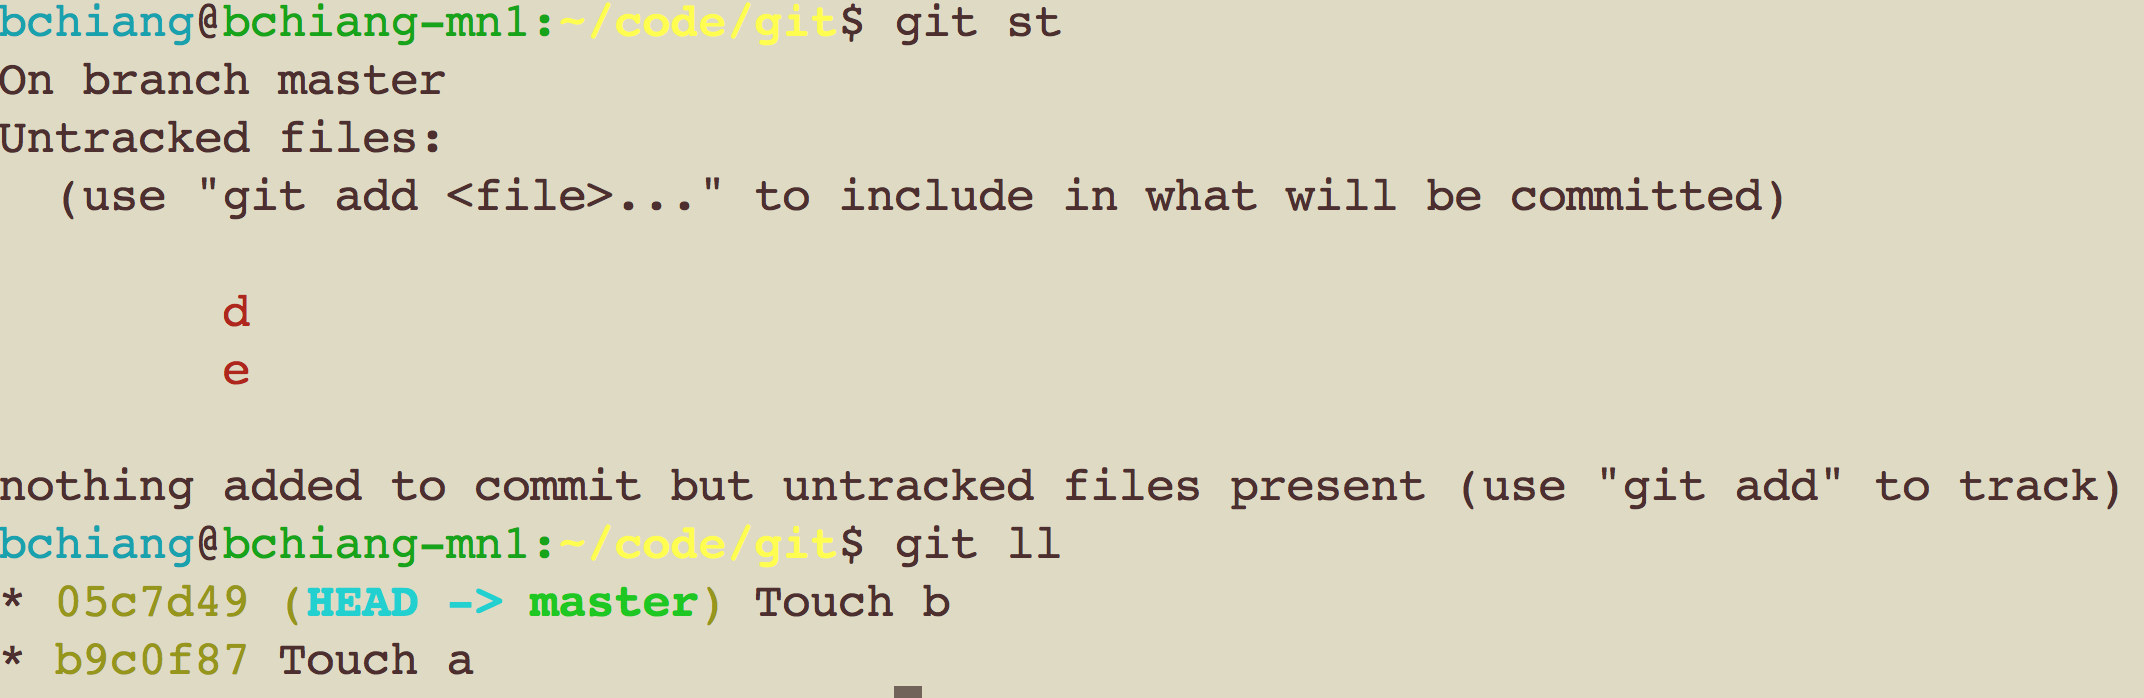 bchiang@bchiang-mn1:~/code/git$ git st
On branch master
Untracked files:
  (use "git add <file>..." to include in what will be committed)
        d
        e
nothing added to commit but untracked files present (use "git add" to track)
bchiang@bchiang-mn1:~/code/git$ git ll
* 05c7d49 (HEAD -> master) Touch b
* b9c0f87 Touch a